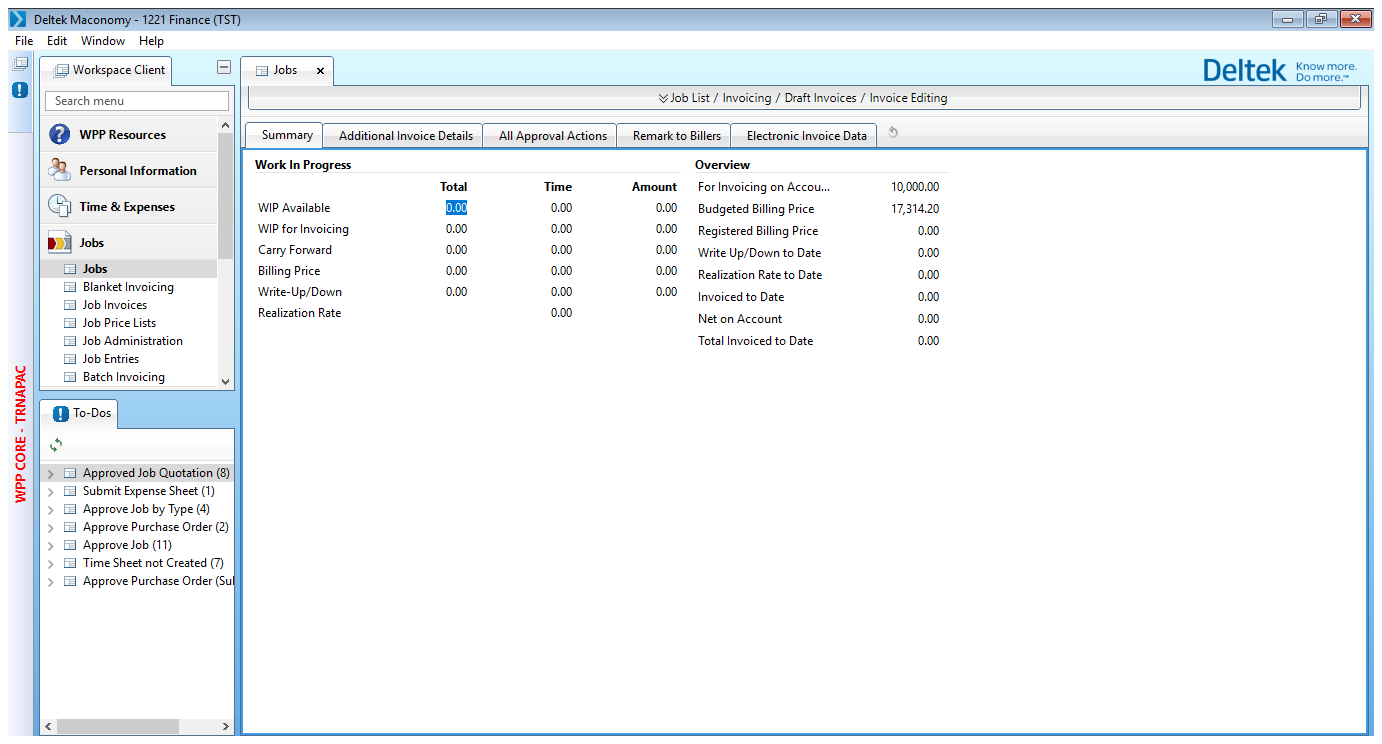 Deltek Maconomy - 1221 Finance (TST)
File Edit Window Help
Workspace Client
Search menu
WPP Resources
Personal Information
Time & Expenses
Jobs
Jobs
Blanket Invoicing
Job Invoices
Job Price Lists
Job Administration
Job Entries
Batch Invoicing
WPP CORE - TRNAPAC
To-Dos
Approved Job Quotation (8)
Submit Expense Sheet (1)
Approve Job by Type (4)
Approve Purchase Order (2)
Approve Job (11)
Time Sheet not Created (7)
Approve Purchase Order (Sul
Jobs
Deltek Know more.
Do more.™
Job List / Invoicing / Draft Invoices / Invoice Editing
Summary Additional Invoice Details All Approval Actions Remark to Billers Electronic Invoice Data
Work In Progress
Total Time Amount
WIP Available 0.00 0.00 0.00
WIP for Invoicing 0.00 0.00 0.00
Carry Forward 0.00 0.00 0.00
Billing Price 0.00 0.00 0.00
Write-Up/Down 0.00 0.00 0.00
Realization Rate 0.00
Overview
For Invoicing on Accou... 10,000.00
Budgeted Billing Price 17,314.20
Registered Billing Price 0.00
Write Up/Down to Date 0.00
Realization Rate to Date 0.00
Invoiced to Date 0.00
Net on Account 0.00
Total Invoiced to Date 0.00